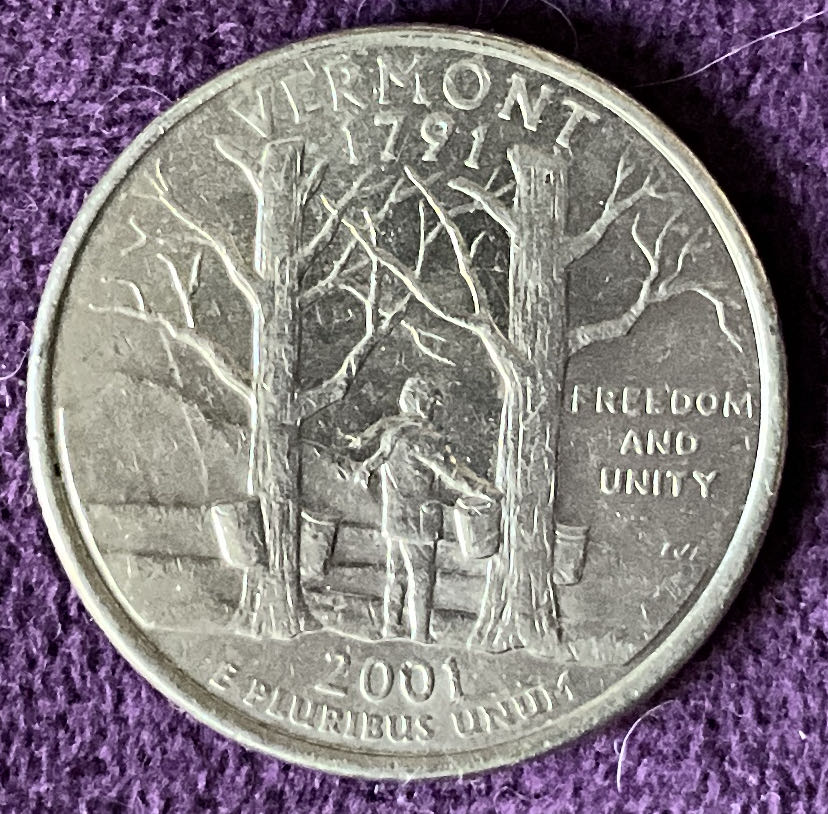 VERMONT
1791
FREEDOM
AND
UNITY
2001
E PLURIBUS UNUM